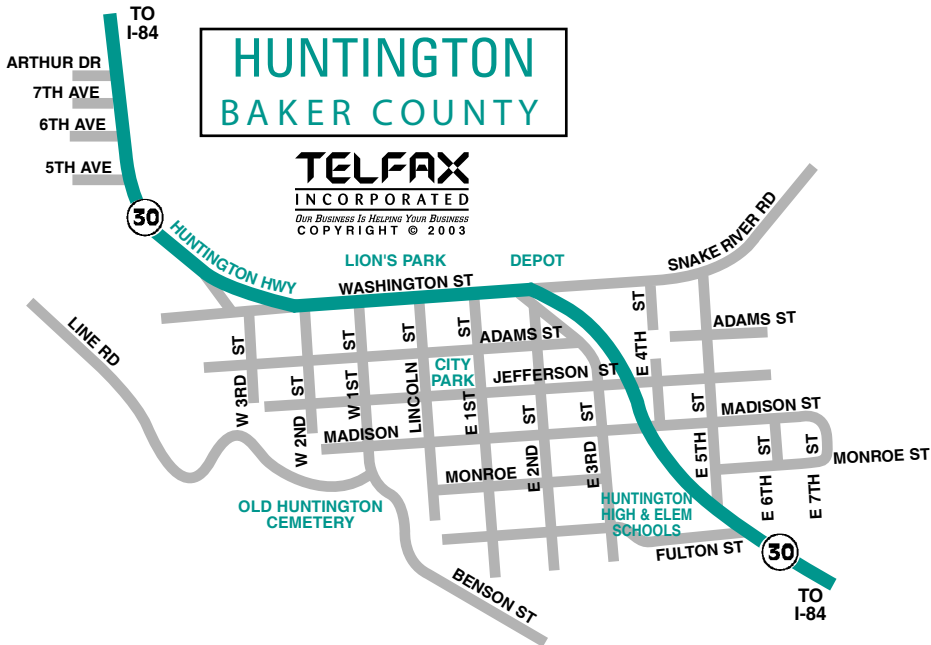 TO
I-84
HUNTINGTON
BAKER COUNTY
ARTHUR DR
7TH AVE
6TH AVE
5TH AVE
TELFAX
INCORPORATED
OUR BUSINESS IS HELPING YOUR BUSINESS
COPYRIGHT © 2003
30
HUNTINGTON HWY
LION'S PARK
DEPOT
SNAKE RIVER RD
WASHINGTON ST
LINE RD
W 3RD ST
W 2ND ST
W 1ST ST
LINCOLN ST
E 1ST ST
ADAMS ST
E 4TH ST
ADAMS ST
CITY
PARK
JEFFERSON ST
E 2ND ST
E 3RD ST
E 5TH ST
MADISON ST
MADISON
MONROE
E 6TH ST
E 7TH ST
MONROE ST
OLD HUNTINGTON
CEMETERY
HUNTINGTON
HIGH & ELEM
SCHOOLS
FULTON ST
30
BENSON ST
TO
I-84